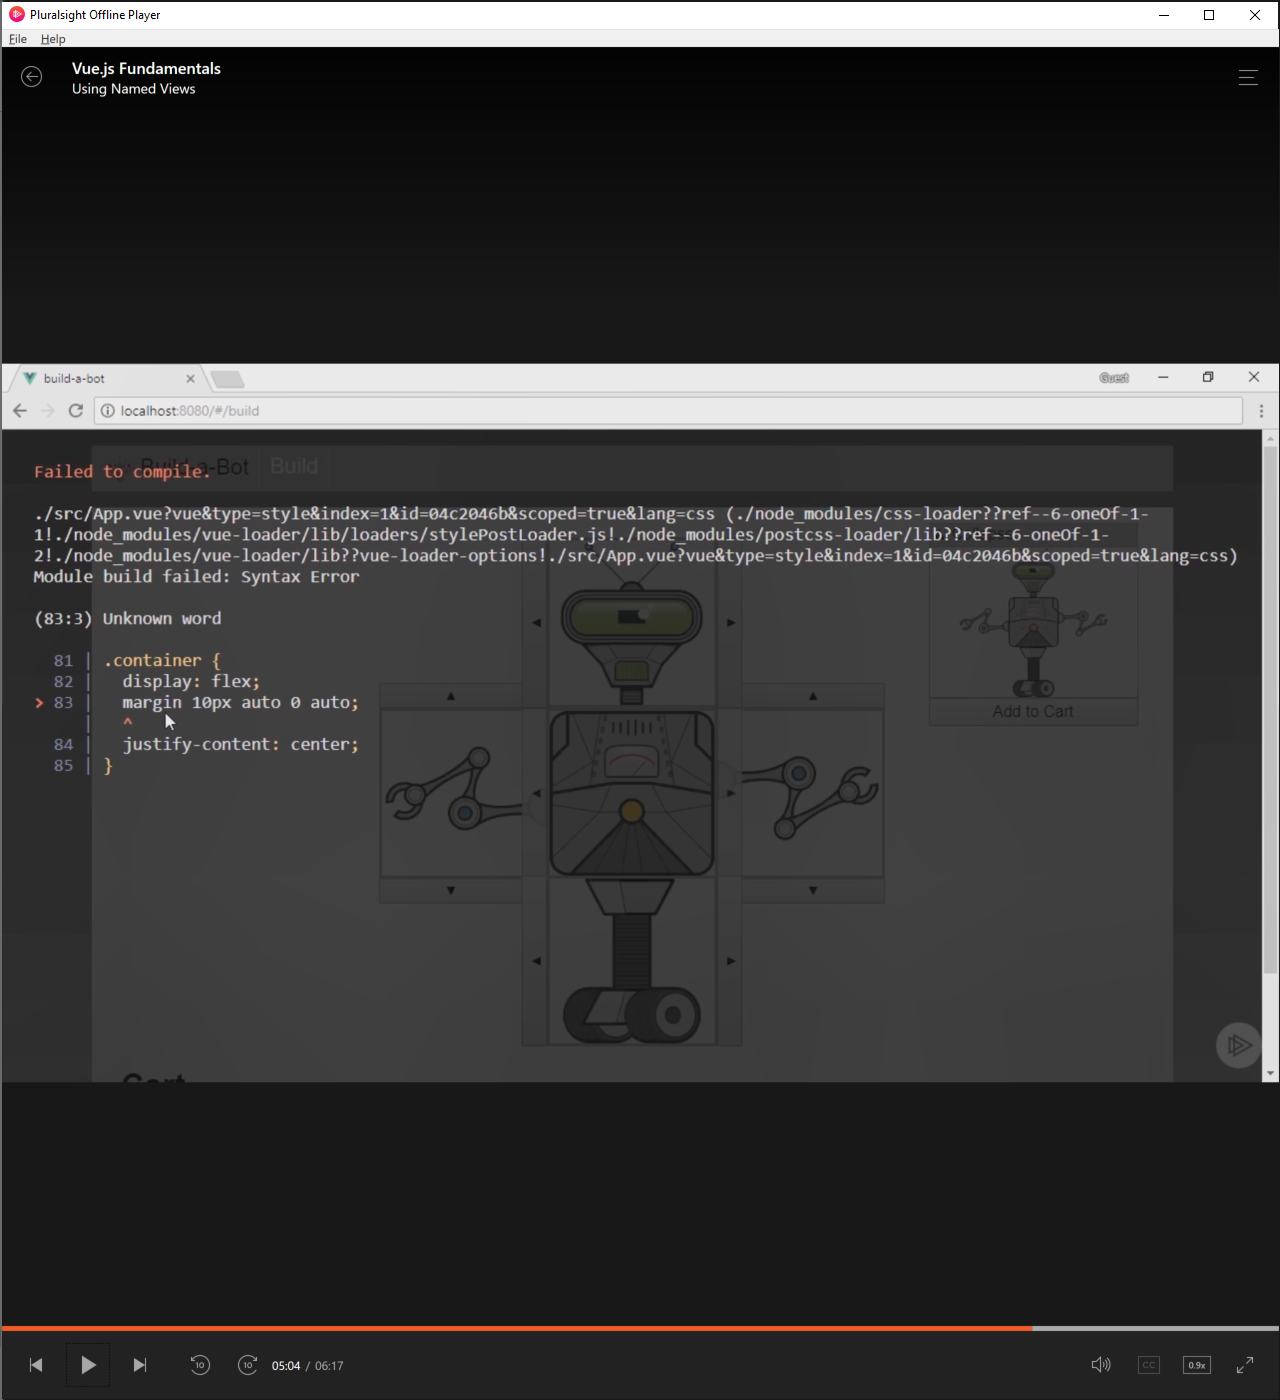 Pluralsight Offline Player
File Help
Vue.js Fundamentals
Using Named Views
build-a-bot
Guest
localhost:8080/#/build
Build-a-Bot Build
Failed to compile.
./src/App.vue?vue&type=style&index=1&id=04c2046b&scoped=true&lang=css (./node_modules/css-loader??ref--6-oneOf-1-
1!./node_modules/vue-loader/lib/loaders/stylePostLoader.js!./node_modules/postcss-loader/lib??ref--6-oneOf-1-
2!./node_modules/vue-loader/lib??vue-loader-options!./src/App.vue?vue&type=style&index=1&id=04c2046b&scoped=true&lang=css)
Module build failed: Syntax Error
(83:3) Unknown word
81 | .container {
82 | display: flex;
> 83 | margin 10px auto 0 auto;
| ^
84 | justify-content: center;
85 | }
Add to Cart
Cart
10 10 05:04 / 06:17 CC 0.9x